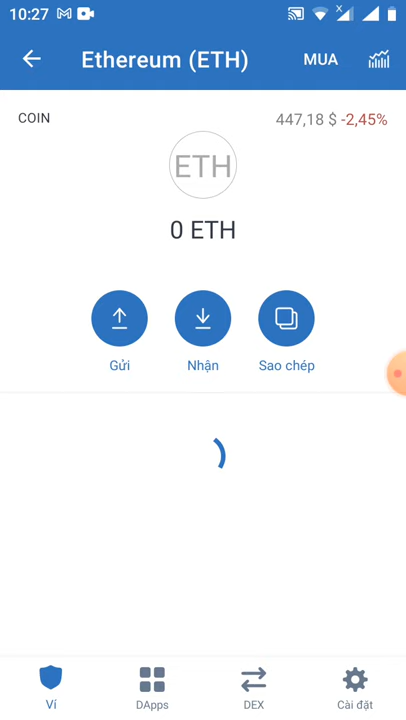 10:27
Ethereum (ETH)
MUA
COIN
447,18 $ -2,45%
ETH
0 ETH
Gửi
Nhận
Sao chép
Ví
DApps
DEX
Cài đặt